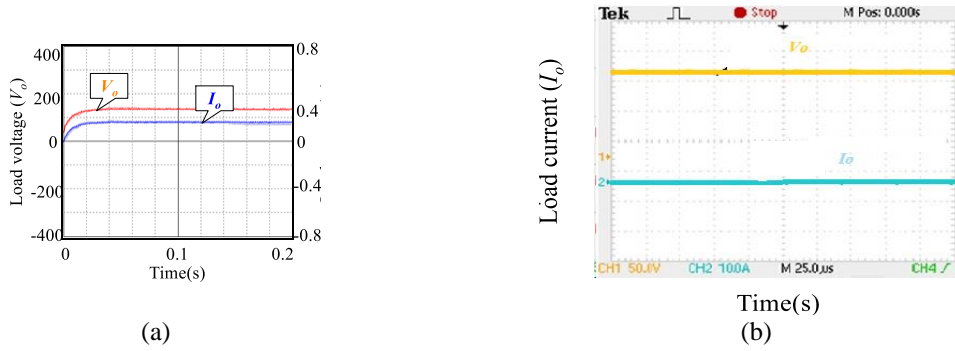 400
200
0
-200
-400
Load voltage (Vo)
Vo
Io
0.8
0.4
0
-0.4
-0.8
0 0.1 0.2
Time(s)
(a)
Load current (Io)
Tek Stop M Pos: 0.000s
Vo
1
Io
2
CH1 50.0V CH2 10.0A M 25.0us CH4
Time(s)
(b)